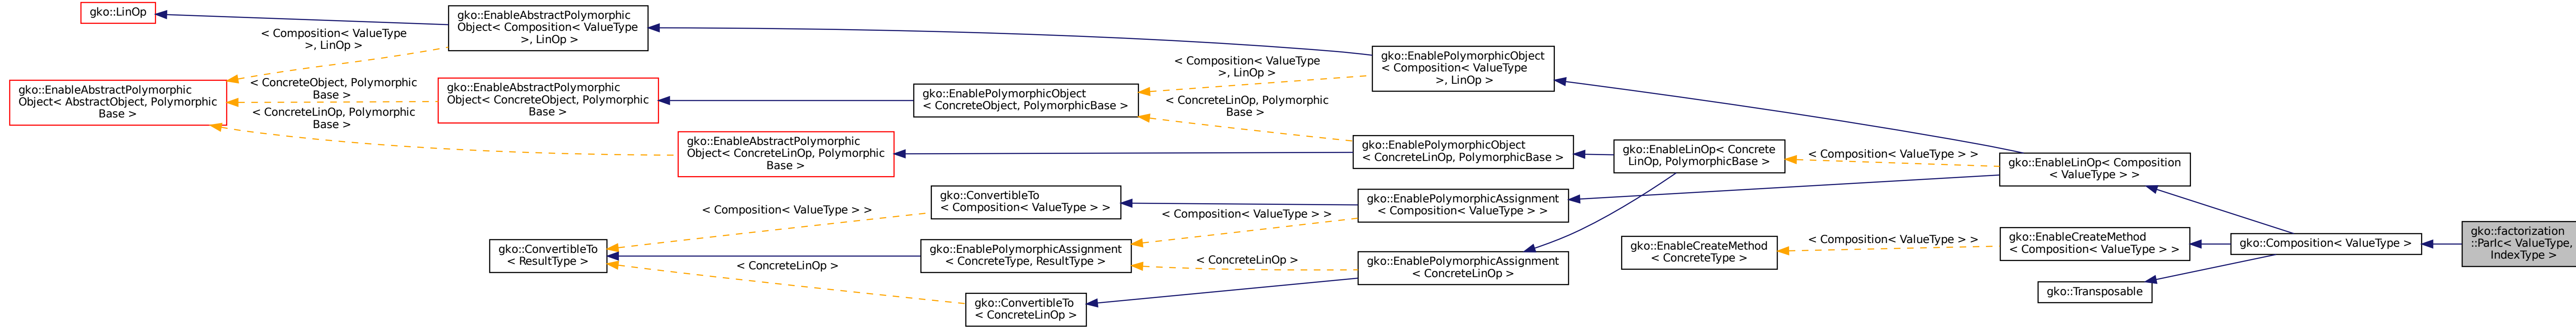 gko::LinOp
gko::EnableAbstractPolymorphic
Object< Composition< ValueType
>, LinOp >
< Composition< ValueType
>, LinOp >
gko::EnableAbstractPolymorphic
Object< AbstractObject, Polymorphic
Base >
< ConcreteObject, Polymorphic
Base >
< ConcreteLinOp, Polymorphic
Base >
gko::EnableAbstractPolymorphic
Object< ConcreteObject, Polymorphic
Base >
gko::EnableAbstractPolymorphic
Object< ConcreteLinOp, Polymorphic
Base >
gko::EnablePolymorphicObject
< ConcreteObject, PolymorphicBase >
< Composition< ValueType
>, LinOp >
< ConcreteLinOp, Polymorphic
Base >
gko::EnablePolymorphicObject
< Composition< ValueType
>, LinOp >
gko::EnablePolymorphicObject
< ConcreteLinOp, PolymorphicBase >
gko::EnableLinOp< Concrete
LinOp, PolymorphicBase >
< Composition< ValueType > >
gko::EnableLinOp< Composition
< ValueType > >
gko::ConvertibleTo
< ResultType >
< Composition< ValueType > >
gko::ConvertibleTo
< Composition< ValueType > >
gko::EnablePolymorphicAssignment
< ConcreteType, ResultType >
< ConcreteLinOp >
gko::ConvertibleTo
< ConcreteLinOp >
< Composition< ValueType > >
< ConcreteLinOp >
gko::EnablePolymorphicAssignment
< Composition< ValueType > >
gko::EnablePolymorphicAssignment
< ConcreteLinOp >
gko::EnableCreateMethod
< ConcreteType >
< Composition< ValueType > >
gko::EnableCreateMethod
< Composition< ValueType > >
gko::Transposable
gko::Composition< ValueType >
gko::factorization
::ParIc< ValueType,
IndexType >